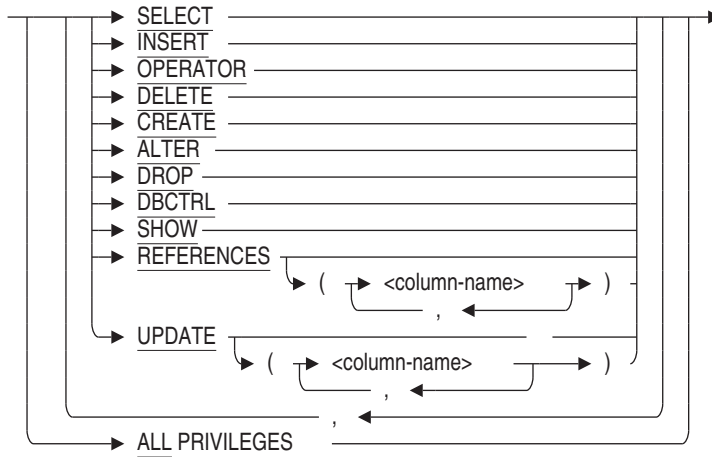 SELECT
INSERT
OPERATOR
DELETE
CREATE
ALTER
DROP
DBCTRL
SHOW
REFERENCES
( <column-name> )
,
UPDATE
( <column-name> )
,
,
ALL PRIVILEGES